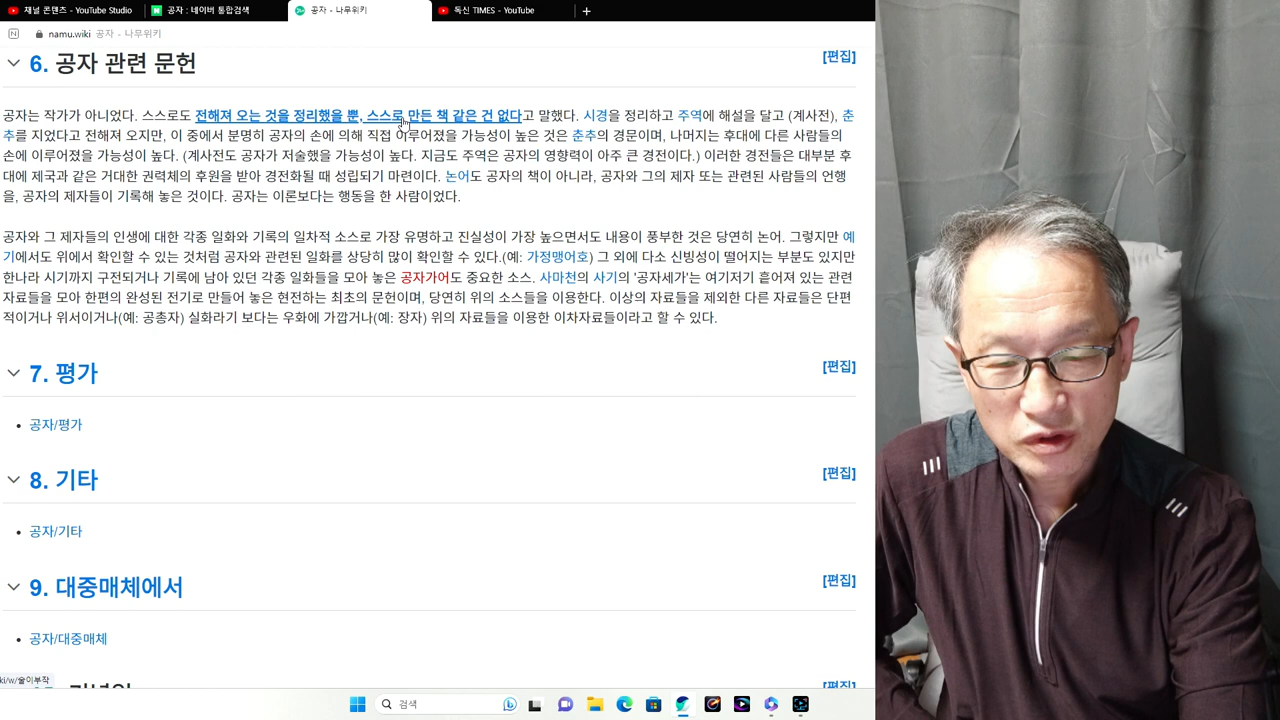 채널 콘텐츠 - YouTube Studio
공자 : 네이버 통합검색
공자 - 나무위키
독신 TIMES - YouTube
namu.wiki 공자 - 나무위키
6. 공자 관련 문헌
[편집]
공자는 작가가 아니었다. 스스로도 전해져 오는 것을 정리했을 뿐, 스스로 만든 책 같은 건 없다고 말했다. 시경을 정리하고 주역에 해설을 달고 (계사전), 춘
추를 지었다고 전해져 오지만, 이 중에서 분명히 공자의 손에 의해 직접 이루어졌을 가능성이 높은 것은 춘추의 경문이며, 나머지는 후대에 다른 사람들의
손에 이루어졌을 가능성이 높다. (계사전도 공자가 저술했을 가능성이 높다. 지금도 주역은 공자의 영향력이 아주 큰 경전이다.) 이러한 경전들은 대부분 후
대에 제국과 같은 거대한 권력체의 후원을 받아 경전화될 때 성립되기 마련이다. 논어도 공자의 책이 아니라, 공자와 그의 제자 또는 관련된 사람들의 언행
을, 공자의 제자들이 기록해 놓은 것이다. 공자는 이론보다는 행동을 한 사람이었다.
공자와 그 제자들의 인생에 대한 각종 일화와 기록의 일차적 소스로 가장 유명하고 진실성이 가장 높으면서도 내용이 풍부한 것은 당연히 논어. 그렇지만 예
기에서도 위에서 확인할 수 있는 것처럼 공자와 관련된 일화를 상당히 많이 확인할 수 있다.(예: 가정맹어호) 그 외에 다소 신빙성이 떨어지는 부분도 있지만
한나라 시기까지 구전되거나 기록에 남아 있던 각종 일화들을 모아 놓은 공자가어도 중요한 소스. 사마천의 사기의 '공자세가'는 여기저기 흩어져 있는 관련
자료들을 모아 한편의 완성된 전기로 만들어 놓은 현전하는 최초의 문헌이며, 당연히 위의 소스들을 이용한다. 이상의 자료들을 제외한 다른 자료들은 단편
적이거나 위서이거나(예: 공총자) 실화라기 보다는 우화에 가깝거나(예: 장자) 위의 자료들을 이용한 이차자료들이라고 할 수 있다.
7. 평가
[편집]
• 공자/평가
8. 기타
[편집]
• 공자/기타
9. 대중매체에서
[편집]
• 공자/대중매체
[편집]
ki/w/술이부작
검색